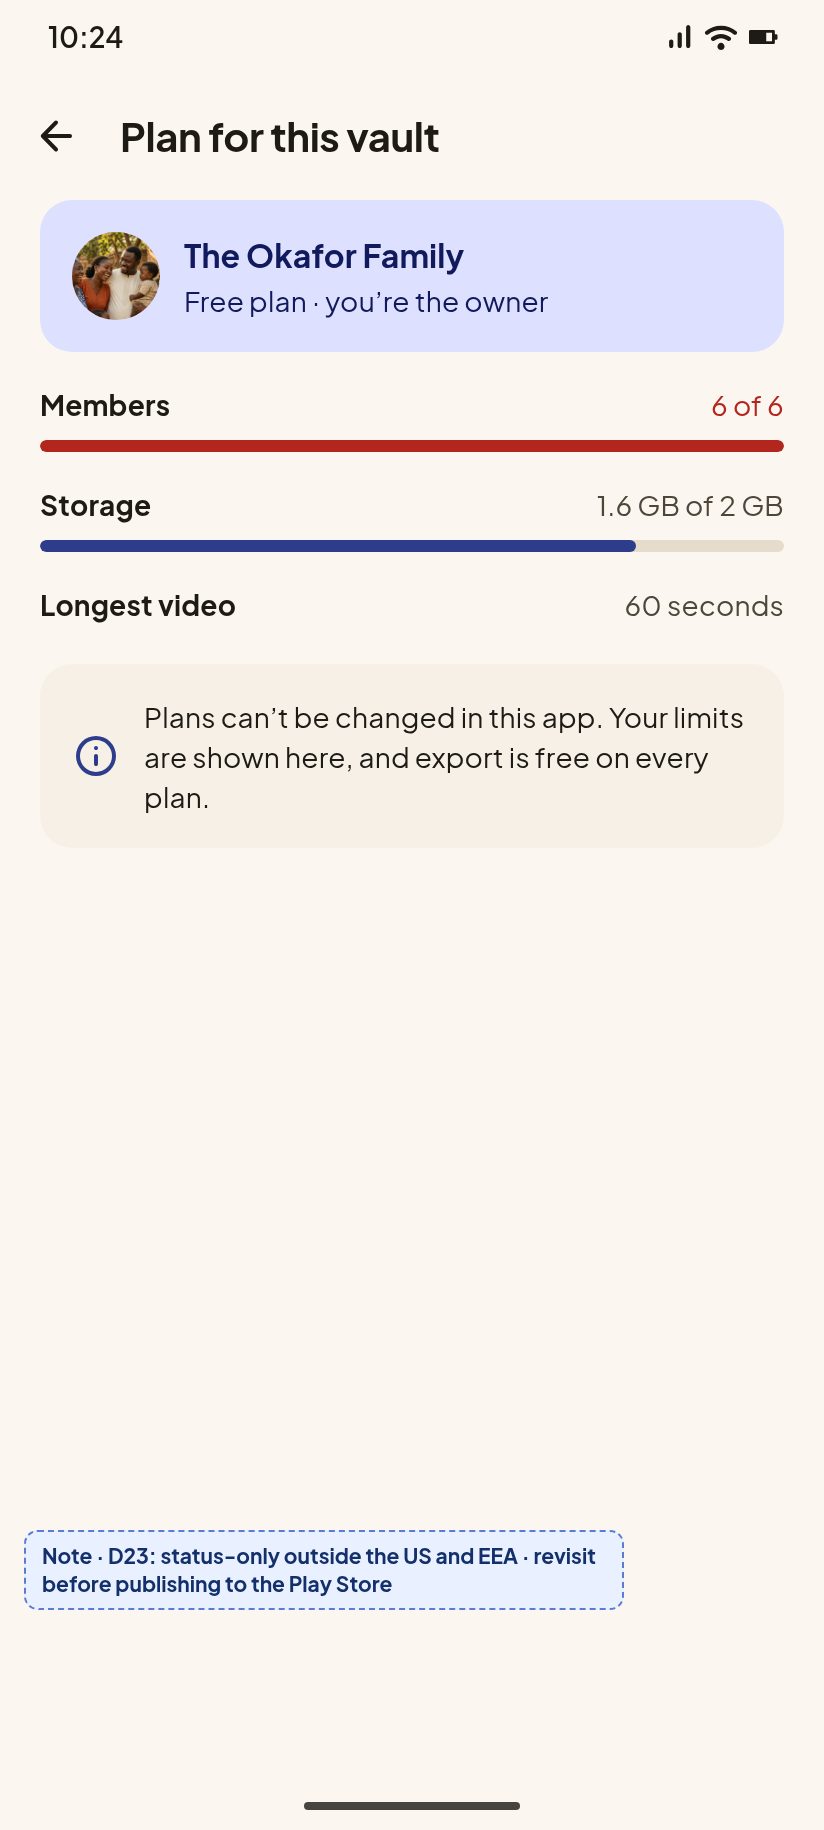 10:24
Plan for this vault
The Okafor Family
Free plan · you’re the owner
Members
6 of 6
Storage
1.6 GB of 2 GB
Longest video
60 seconds
Plans can’t be changed in this app. Your limits
are shown here, and export is free on every
plan.
Note · D23: status-only outside the US and EEA · revisit
before publishing to the Play Store